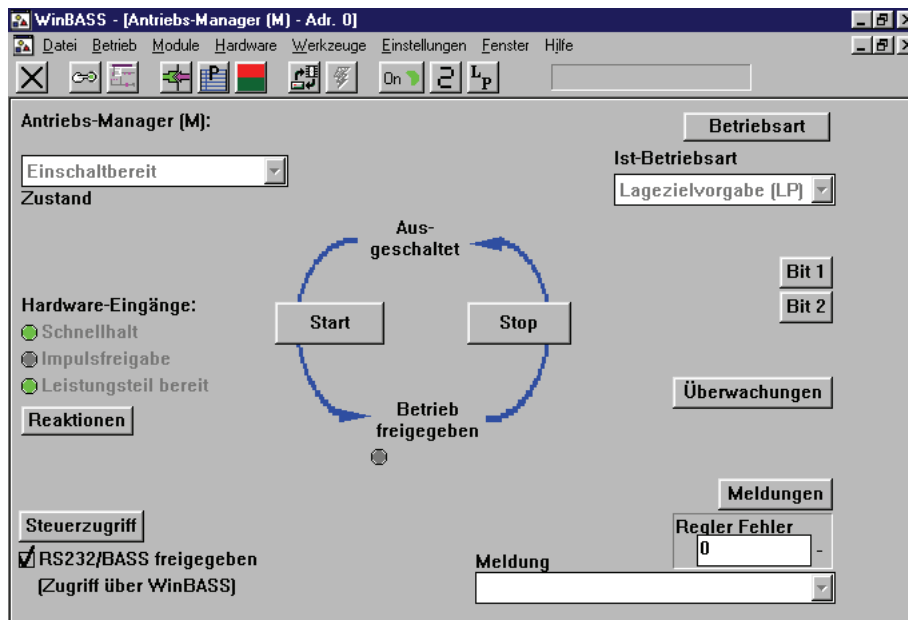 WinBASS - [Antriebs-Manager (M) - Adr. 0]
Datei Betrieb Module Hardware Werkzeuge Einstellungen Fenster Hilfe
P On 2 LP
Antriebs-Manager (M):
Betriebsart
Einschaltbereit
Zustand
Ist-Betriebsart
Lagezielvorgabe (LP)
Aus-
geschaltet
Bit 1
Bit 2
Hardware-Eingänge:
Schnellhalt
Impulsfreigabe
Leistungsteil bereit
Reaktionen
Start
Stop
Betrieb
freigegeben
Überwachungen
Meldungen
Steuerzugriff
RS232/BASS freigegeben
(Zugriff über WinBASS)
Regler Fehler
0 -
Meldung